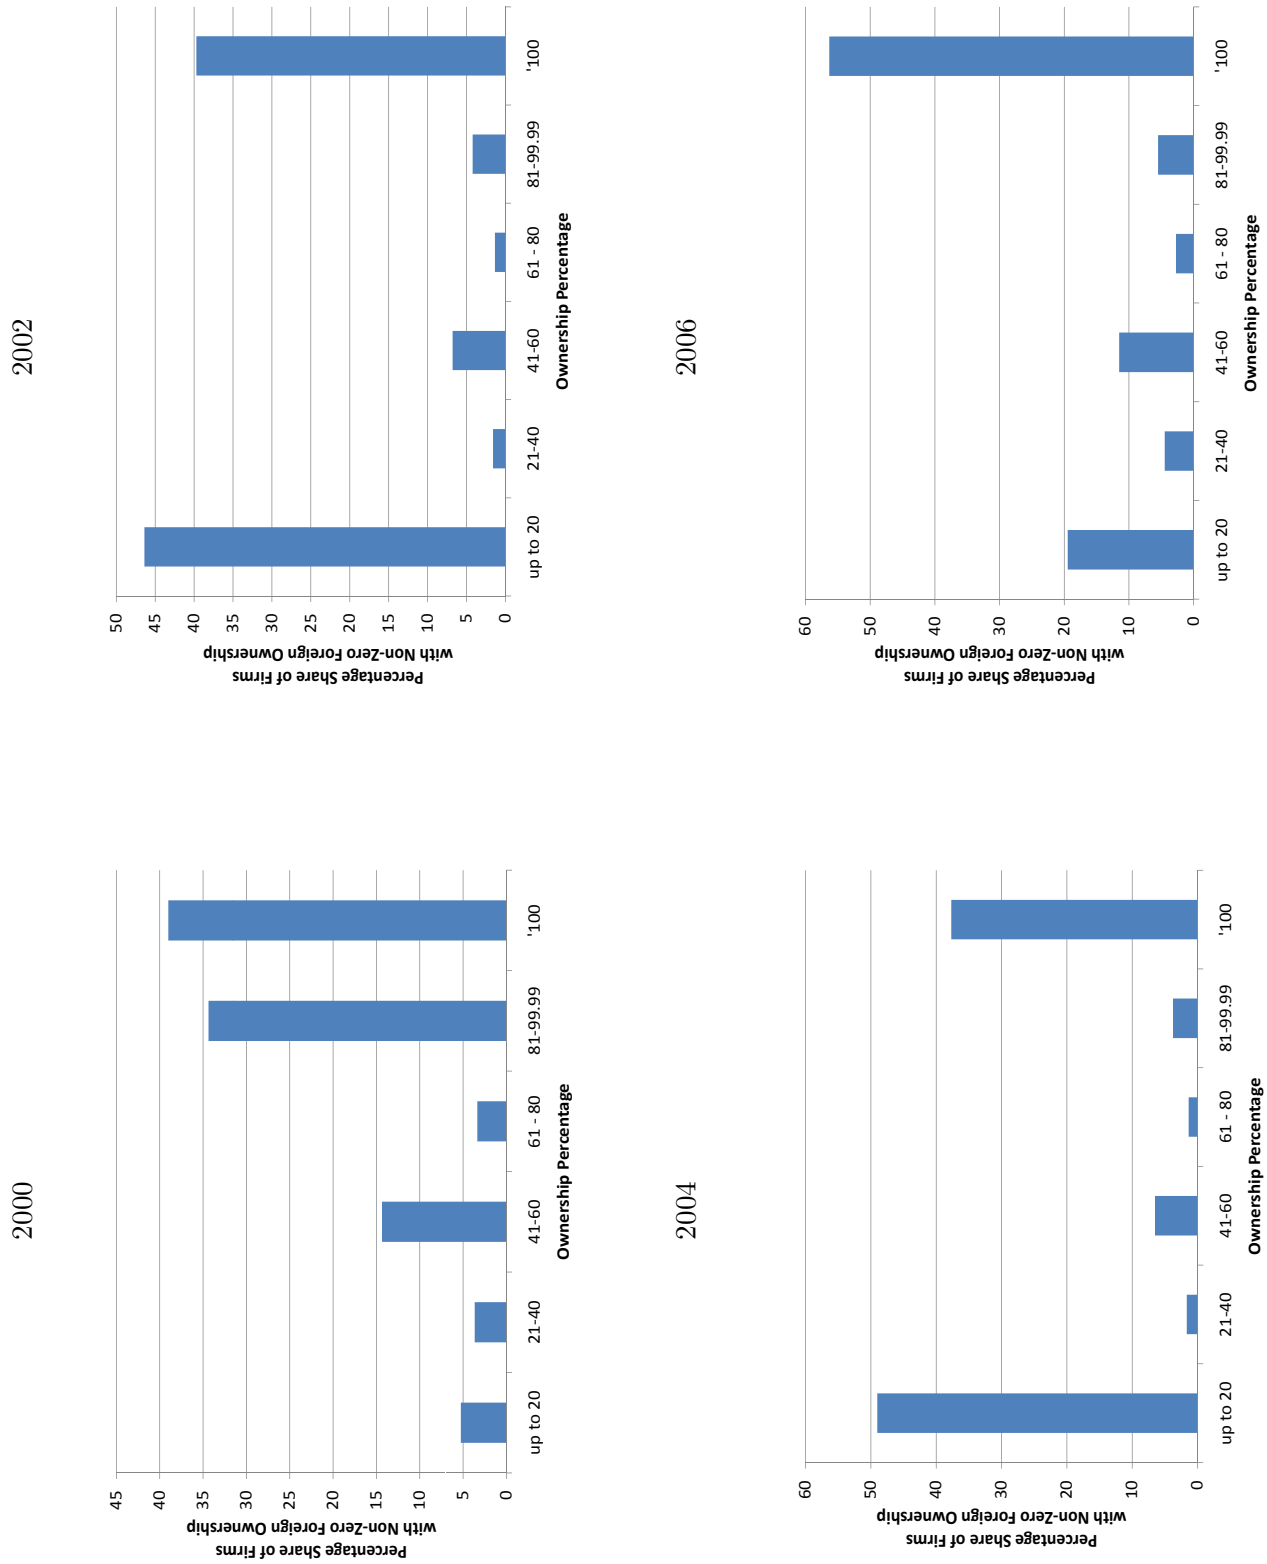 2000
Percentage Share of Firms
with Non-Zero Foreign Ownership
45
40
35
30
25
20
15
10
5
0
up to 20
21-40
41-60
61 - 80
81-99.99
'100
Ownership Percentage
2002
Percentage Share of Firms
with Non-Zero Foreign Ownership
50
45
40
35
30
25
20
15
10
5
0
up to 20
21-40
41-60
61 - 80
81-99.99
'100
Ownership Percentage
2004
Percentage Share of Firms
with Non-Zero Foreign Ownership
60
50
40
30
20
10
0
up to 20
21-40
41-60
61 - 80
81-99.99
'100
Ownership Percentage
2006
Percentage Share of Firms
with Non-Zero Foreign Ownership
60
50
40
30
20
10
0
up to 20
21-40
41-60
61 - 80
81-99.99
'100
Ownership Percentage